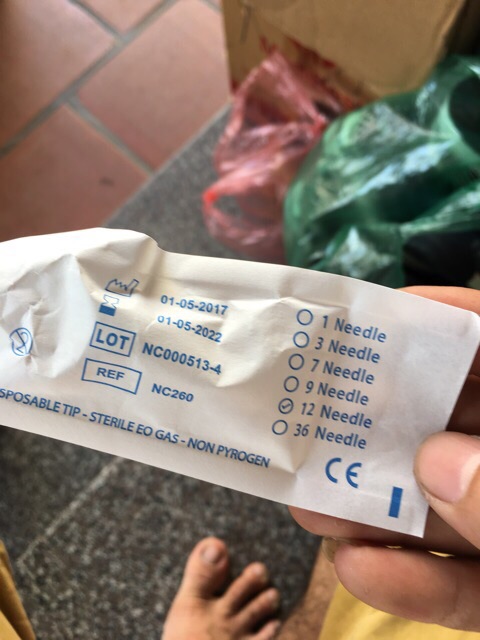 01-05-2017
01-05-2022
LOT NC000513-4
REF NC260
DISPOSABLE TIP - STERILE EO GAS - NON PYROGEN
1 Needle
3 Needle
7 Needle
9 Needle
12 Needle
36 Needle
CE